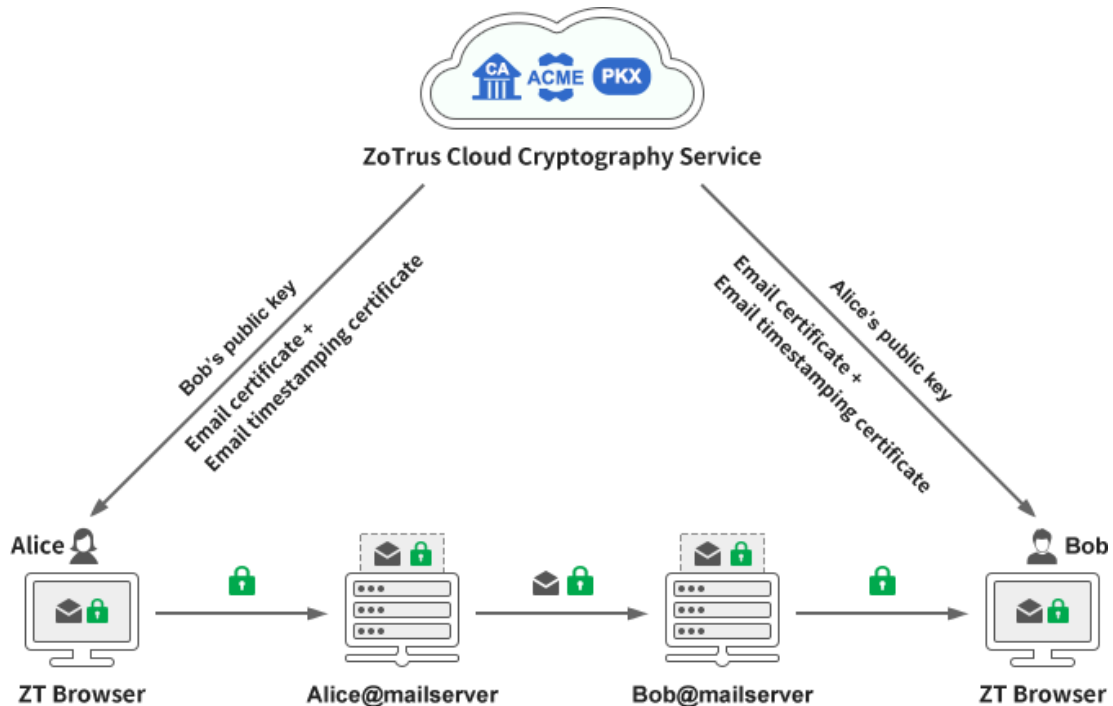 CA
ACME
PKX
ZoTrus Cloud Cryptography Service
Bob's public key
Email certificate +
Email timestamping certificate
Alice's public key
Email certificate +
Email timestamping certificate
Alice
Bob
ZT Browser
Alice@mailserver
Bob@mailserver
ZT Browser